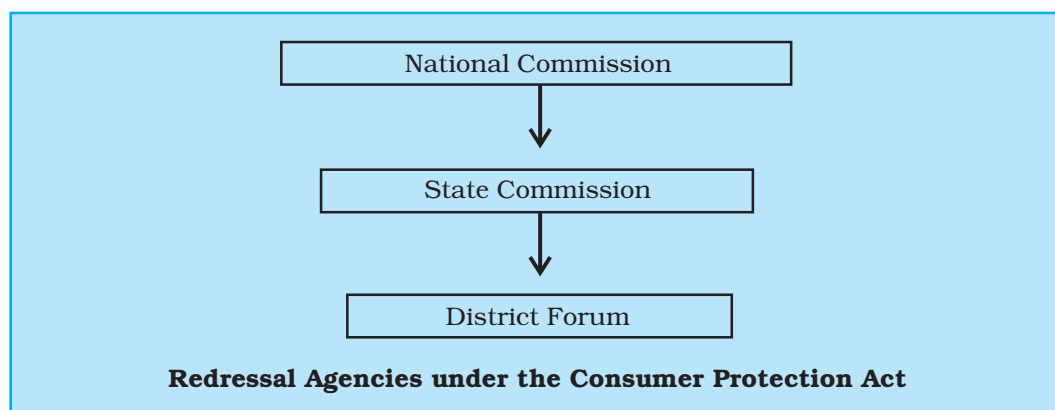 National Commission
State Commission
District Forum
Redressal Agencies under the Consumer Protection Act